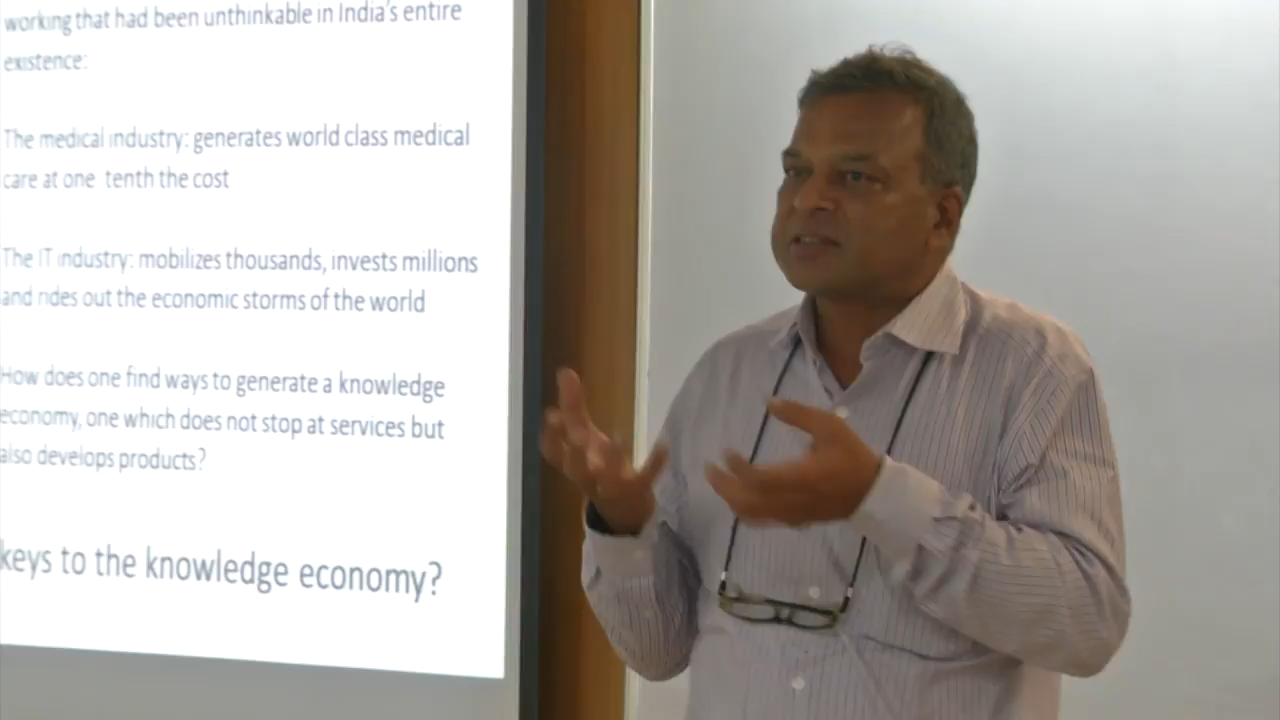 working that had been unthinkable in India's entire
existence:
The medical industry: generates world class medical
care at one tenth the cost
The IT industry: mobilizes thousands, invests millions
and rides out the economic storms of the world
How does one find ways to generate a knowledge
economy, one which does not stop at services but
also develops products?
keys to the knowledge economy?